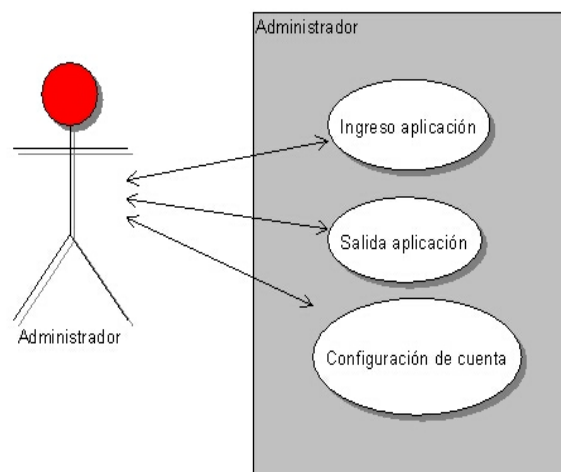 Administrador
Ingreso aplicación
Salida aplicación
Administrador
Configuración de cuenta